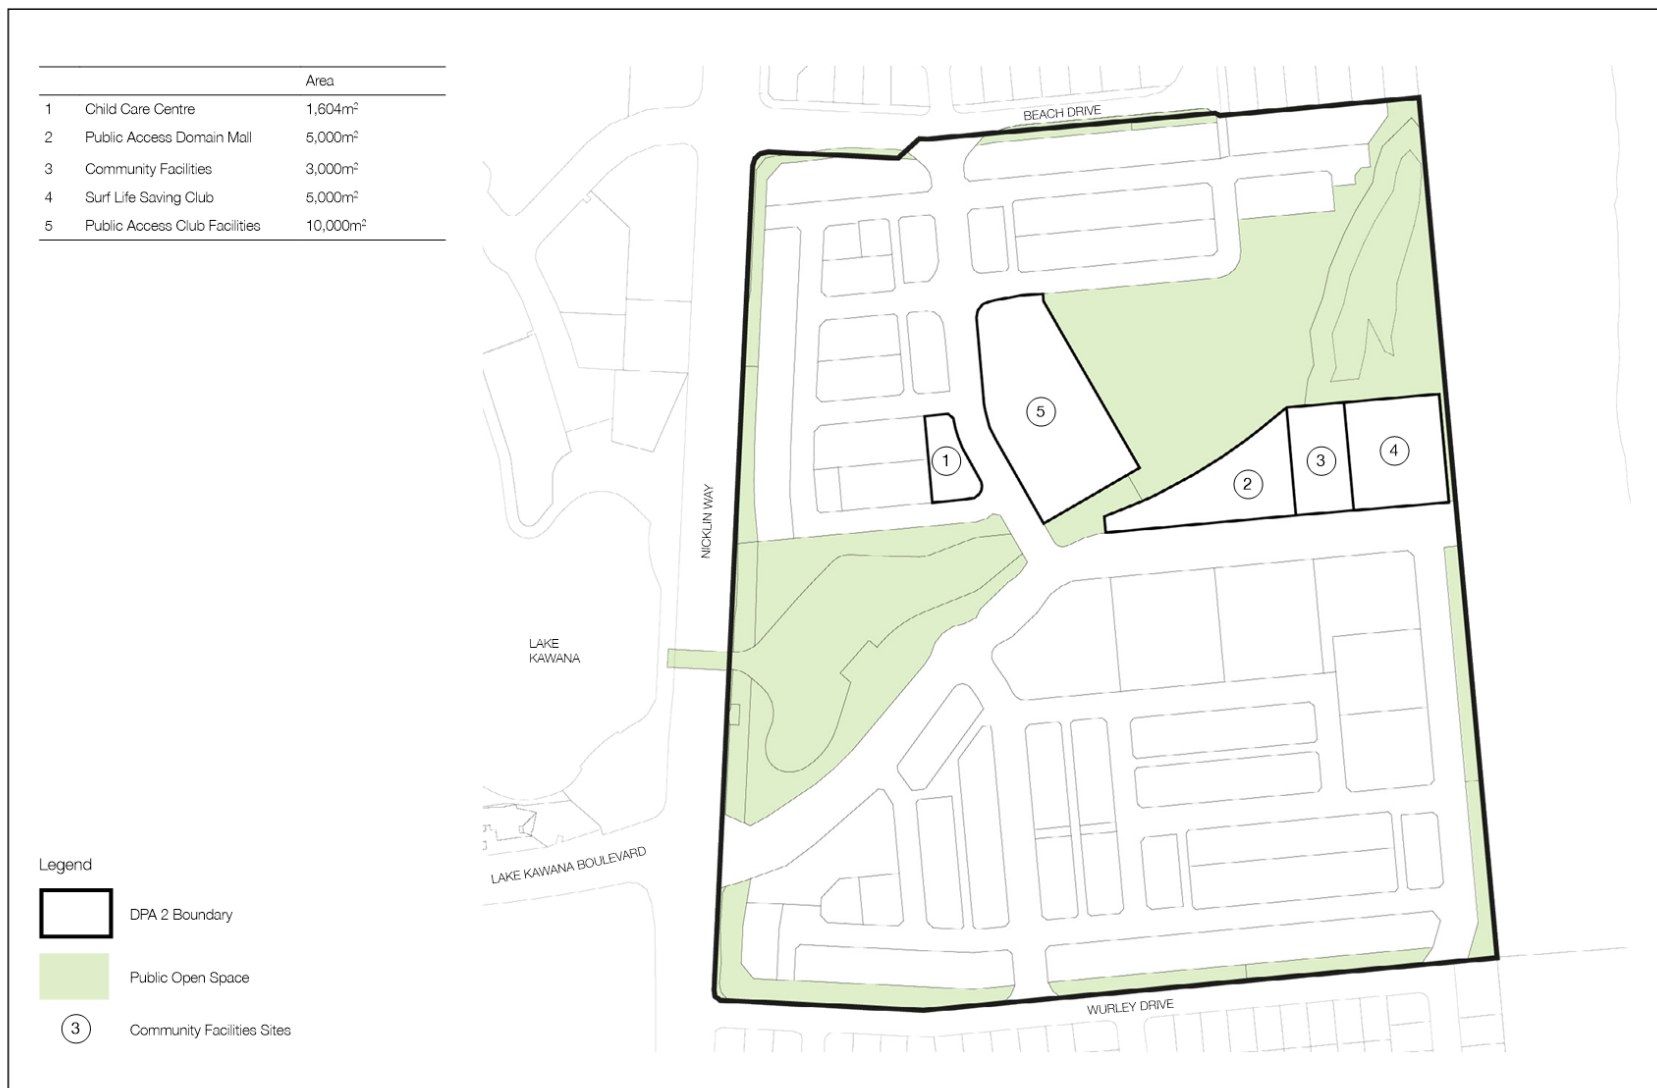 Area
1 Child Care Centre 1,604m²
2 Public Access Domain Mall 5,000m²
3 Community Facilities 3,000m²
4 Surf Life Saving Club 5,000m²
5 Public Access Club Facilities 10,000m²
BEACH DRIVE
5
1
2
3
4
NICKLIN WAY
LAKE
KAWANA
LAKE KAWANA BOULEVARD
WURLEY DRIVE
Legend
DPA 2 Boundary
Public Open Space
3 Community Facilities Sites